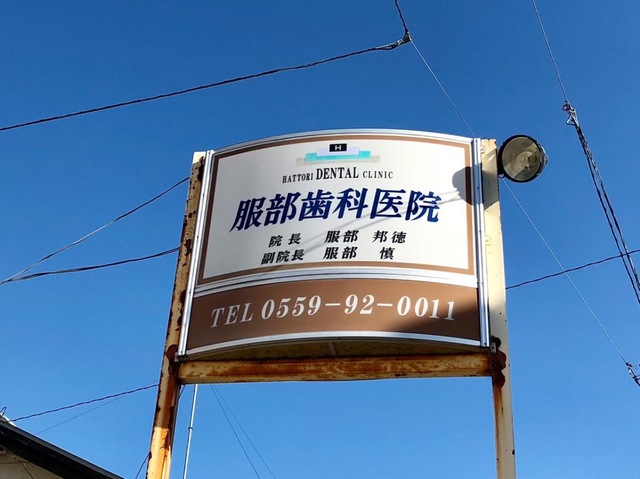 H
HATTORI DENTAL CLINIC
服部歯科医院
院長 服部 邦徳
副院長 服部 慎
TEL 0559-92-0011